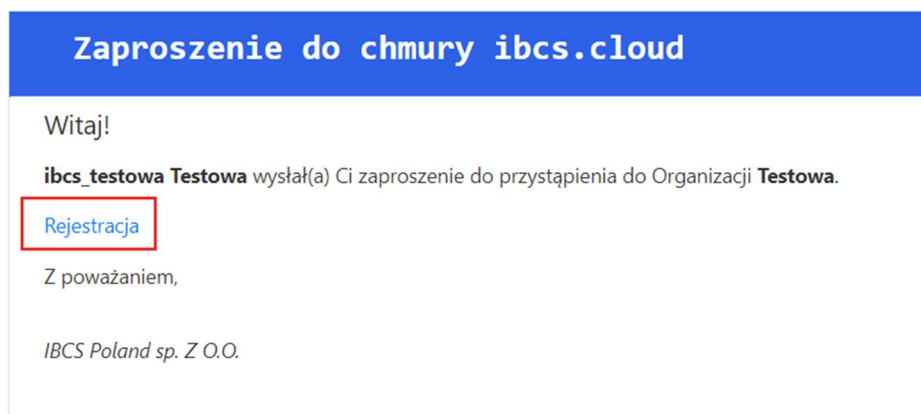 Zaproszenie do chmury ibcs.cloud
Witaj!
ibcs_testowa Testowa wysłał(a) Ci zaproszenie do przystąpienia do Organizacji Testowa.
Rejestracja
Z poważaniem,
IBCS Poland sp. Z O.O.